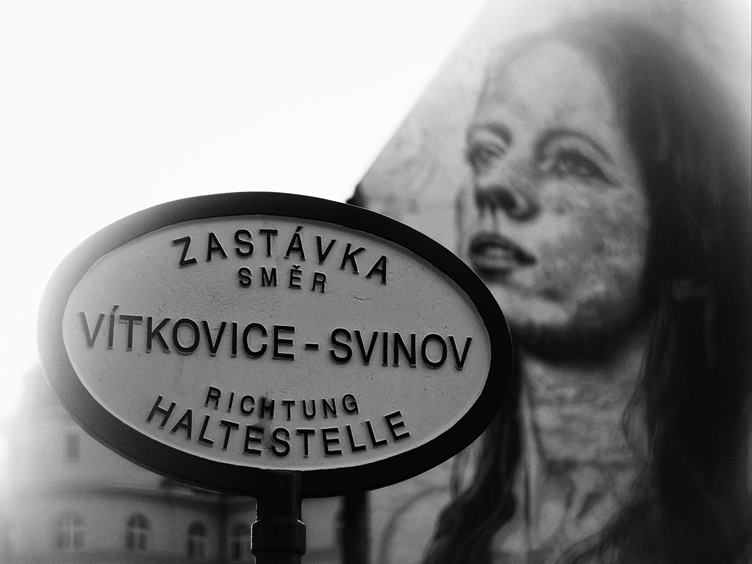 ZASTÁVKA
SMĚR
VÍTKOVICE-SVINOV
RICHTUNG
HALTESTELLE